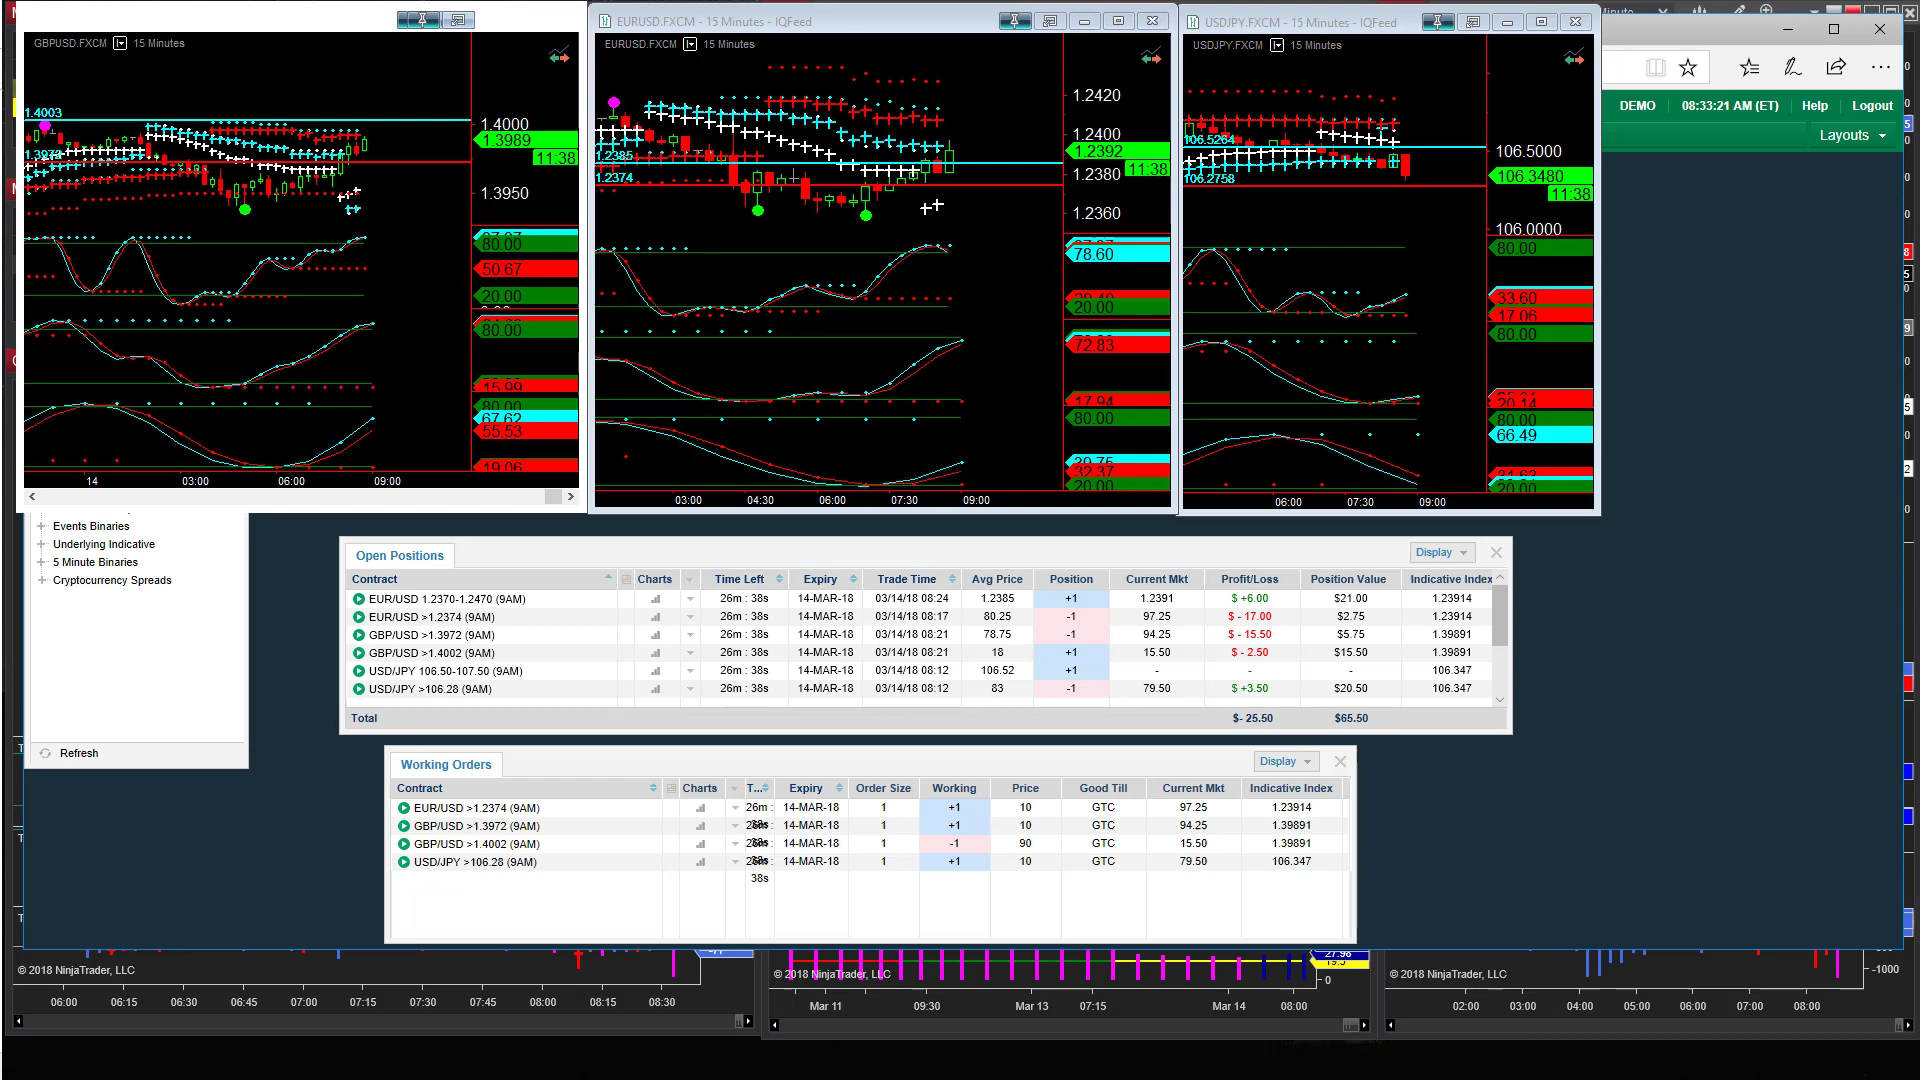 EURUSD.FXCM - 15 Minutes - IQFeed
USDJPY.FXCM - 15 Minutes - IQFeed
GBPUSD.FXCM 15 Minutes
EURUSD.FXCM 15 Minutes
USDJPY.FXCM 15 Minutes
1.4003
1.4000
1.3989
11:38
1.3950
80.00
50.67
20.00
80.00
15.99
80.00
67.62
55.53
19.06
14 03:00 06:00 09:00
1.2420
1.2400
1.2392
11:38
1.2380
1.2360
1.2385
1.2374
78.60
20.00
72.83
17.94
80.00
32.37
20.00
03:00 04:30 06:00 07:30 09:00
106.5264
106.2758
106.5000
106.3480
11:38
106.0000
80.00
33.60
17.06
80.00
20.14
80.00
66.49
20.00
06:00 07:30 09:00
DEMO 08:33:21 AM (ET) Help Logout
Layouts
Events Binaries
Underlying Indicative
5 Minute Binaries
Cryptocurrency Spreads
Refresh
Open Positions
Display
Contract Charts Time Left Expiry Trade Time Avg Price Position Current Mkt Profit/Loss Position Value Indicative Index
EUR/USD 1.2370-1.2470 (9AM) 26m : 38s 14-MAR-18 03/14/18 08:24 1.2385 +1 1.2391 $ +6.00 $21.00 1.23914
EUR/USD >1.2374 (9AM) 26m : 38s 14-MAR-18 03/14/18 08:17 80.25 -1 97.25 $ - 17.00 $2.75 1.23914
GBP/USD >1.3972 (9AM) 26m : 38s 14-MAR-18 03/14/18 08:21 78.75 -1 94.25 $ - 15.50 $5.75 1.39891
GBP/USD >1.4002 (9AM) 26m : 38s 14-MAR-18 03/14/18 08:21 18 +1 15.50 $ - 2.50 $15.50 1.39891
USD/JPY 106.50-107.50 (9AM) 26m : 38s 14-MAR-18 03/14/18 08:12 106.52 +1 - - - 106.347
USD/JPY >106.28 (9AM) 26m : 38s 14-MAR-18 03/14/18 08:12 83 -1 79.50 $ +3.50 $20.50 106.347
Total $- 25.50 $65.50
Working Orders
Display
Contract Charts T... Expiry Order Size Working Price Good Till Current Mkt Indicative Index
EUR/USD >1.2374 (9AM) 26m : 14-MAR-18 1 +1 10 GTC 97.25 1.23914
GBP/USD >1.3972 (9AM) 14-MAR-18 1 +1 10 GTC 94.25 1.39891
GBP/USD >1.4002 (9AM) 14-MAR-18 1 -1 90 GTC 15.50 1.39891
USD/JPY >106.28 (9AM) 14-MAR-18 1 +1 10 GTC 79.50 106.347
38s
© 2018 NinjaTrader, LLC
06:00 06:15 06:30 06:45 07:00 07:15 07:30 07:45 08:00 08:15 08:30
© 2018 NinjaTrader, LLC
27.98
0
Mar 11 09:30 Mar 13 07:15 Mar 14 08:00
© 2018 NinjaTrader, LLC
-1000
02:00 03:00 04:00 05:00 06:00 07:00 08:00